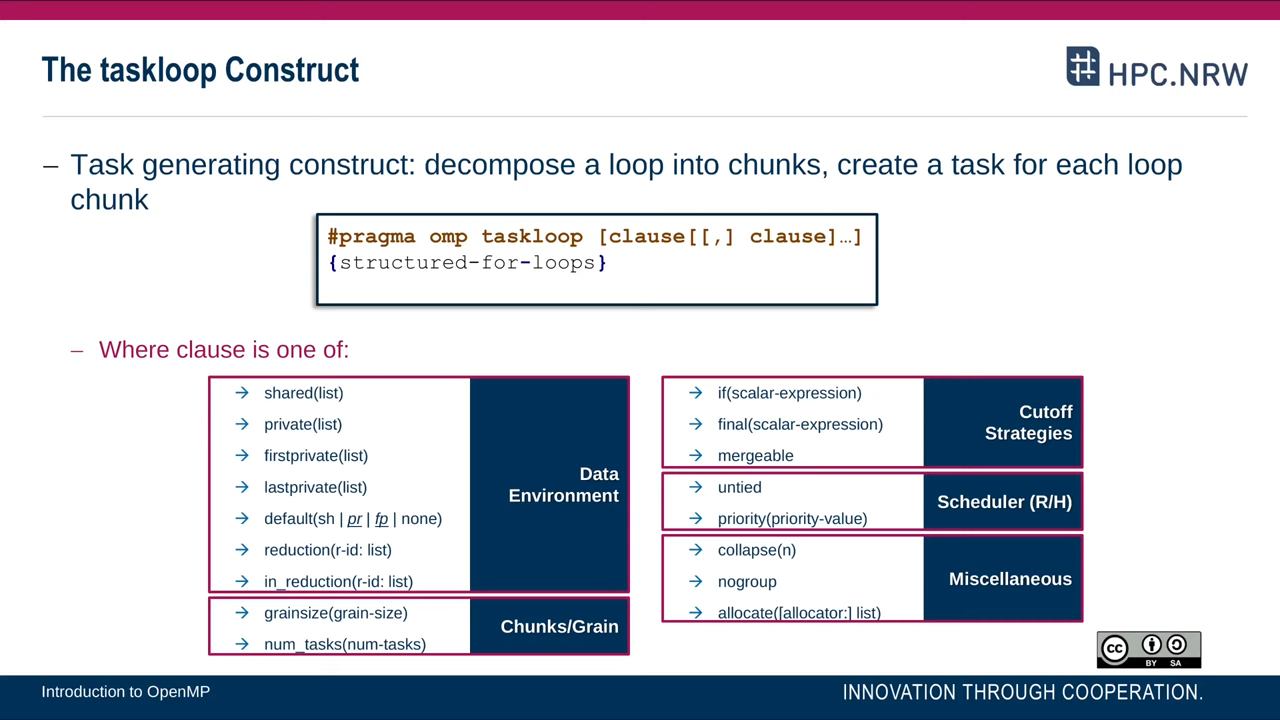 The taskloop Construct
HPC.NRW
– Task generating construct: decompose a loop into chunks, create a task for each loop
chunk
#pragma omp taskloop [clause[[,] clause]…]
{structured-for-loops}
– Where clause is one of:
→ shared(list)
→ private(list)
→ firstprivate(list)
→ lastprivate(list)
→ default(sh | pr | fp | none)
→ reduction(r-id: list)
→ in_reduction(r-id: list)
Data
Environment
→ grainsize(grain-size)
→ num_tasks(num-tasks)
Chunks/Grain
→ if(scalar-expression)
→ final(scalar-expression)
→ mergeable
Cutoff
Strategies
→ untied
→ priority(priority-value)
Scheduler (R/H)
→ collapse(n)
→ nogroup
→ allocate([allocator:] list)
Miscellaneous
cc
BY SA
Introduction to OpenMP
INNOVATION THROUGH COOPERATION.